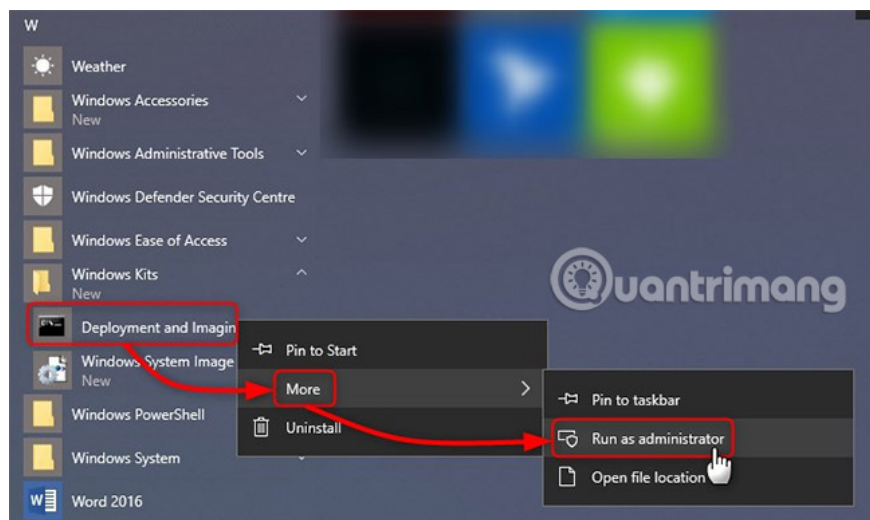 W
Weather
Windows Accessories
New
Windows Administrative Tools
Windows Defender Security Centre
Windows Ease of Access
Windows Kits
New
Quantrimang
Deployment and Imagin
Windows System Image
New
Windows PowerShell
Windows System
Word 2016
Pin to Start
More
Uninstall
Pin to taskbar
Run as administrator
Open file location